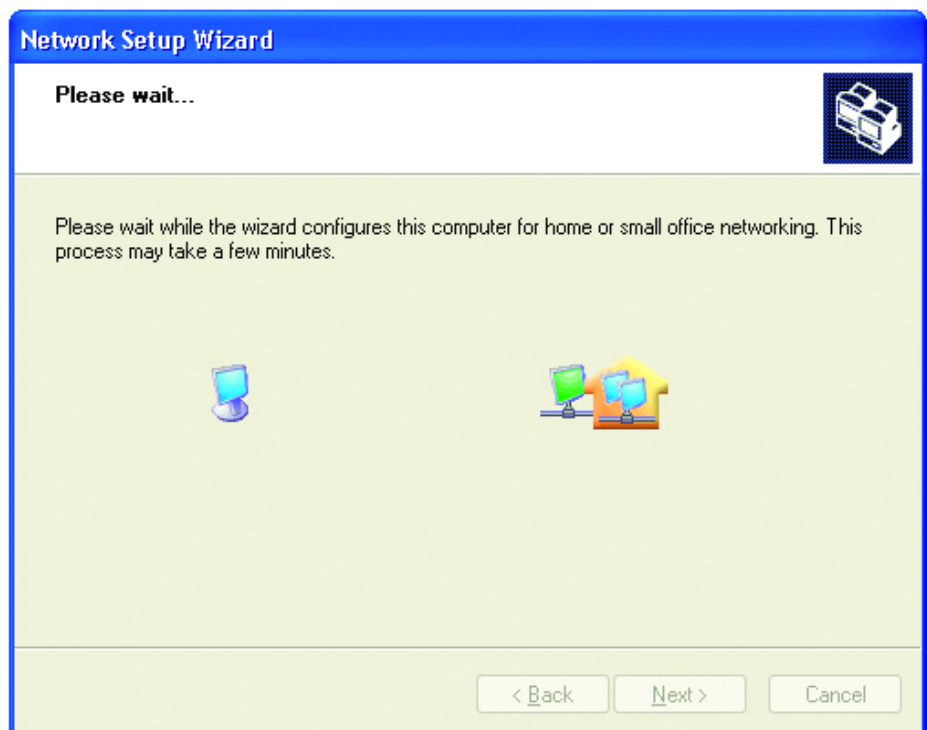 Network Setup Wizard
Please wait...
Please wait while the wizard configures this computer for home or small office networking. This
process may take a few minutes.
< Back
Next >
Cancel